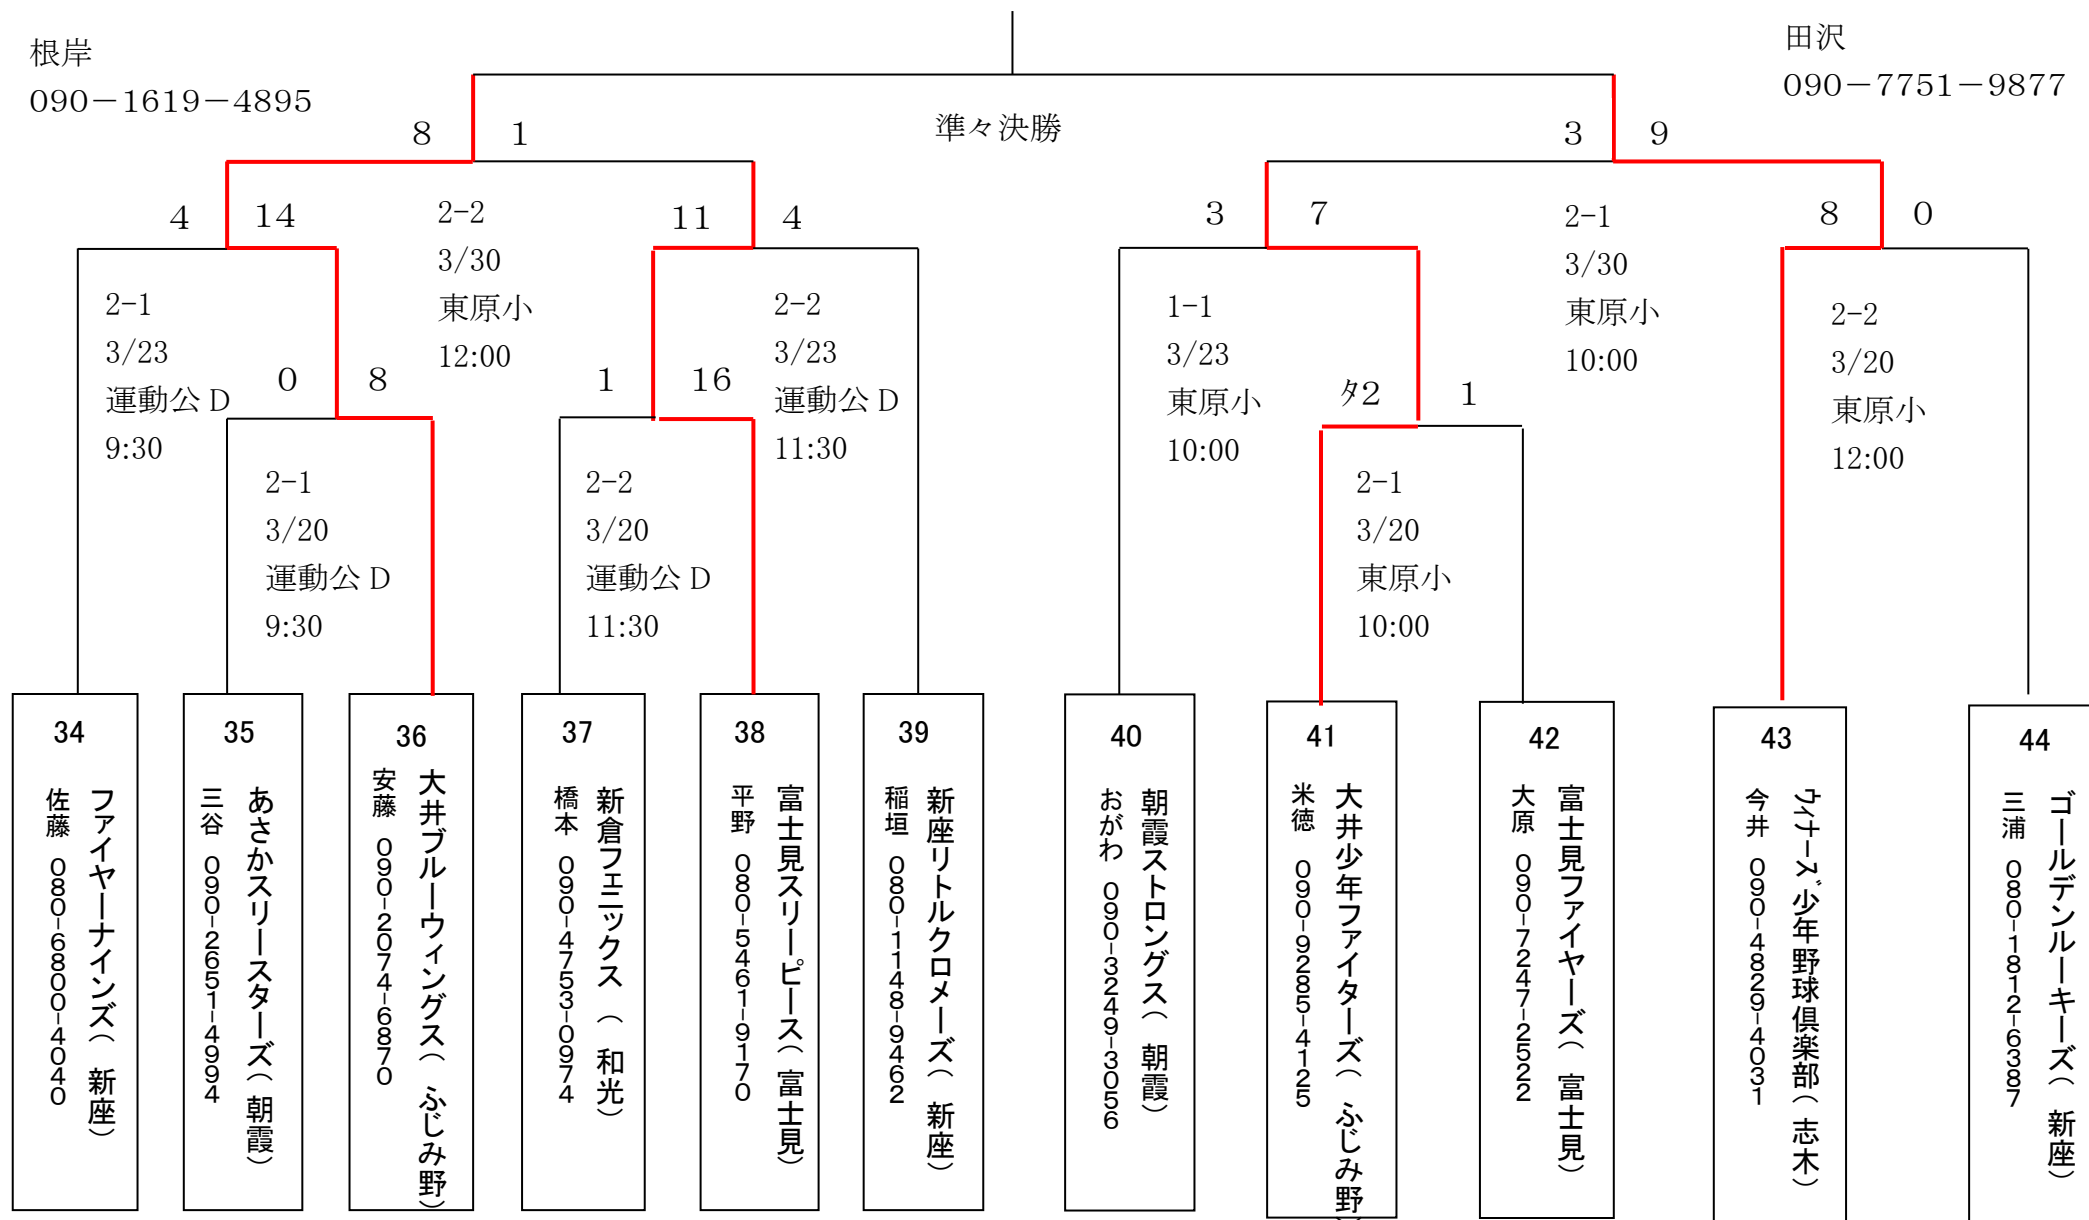 根岸
090－1619－4895
田沢
090－7751－9877
準々決勝
8 1
3 9
4 14
11 4
3 7
8 0
2-2
3/30
東原小
12:00
2-1
3/30
東原小
10:00
2-1
3/23
運動公 D
9:30
2-2
3/23
運動公 D
11:30
1-1
3/23
東原小
10:00
2-2
3/20
東原小
12:00
0 8
1 16
ﾀ2 1
2-1
3/20
運動公 D
9:30
2-2
3/20
運動公 D
11:30
2-1
3/20
東原小
10:00
34
ファイヤーナインズ（新座）
佐藤 080-6800-4040
35
あさかスリースターズ（朝霞）
三谷 090-2651-4994
36
大井ブルーウィングス（ふじみ野）
安藤 090-2074-6870
37
新倉フェニックス（和光）
橋本 090-4753-0974
38
富士見スリーピース（富士見）
平野 080-5461-9170
39
新座リトルクロメーズ（新座）
稲垣 080-1148-9462
40
朝霞ストロングス（朝霞）
おがわ 090-3249-3056
41
大井少年ファイターズ（ふじみ野）
米徳 090-9285-4125
42
富士見ファイヤーズ（富士見）
大原 090-7247-2522
43
ウィナーズ少年野球倶楽部（志木）
今井 090-4829-4031
44
ゴールデンルーキーズ（新座）
三浦 080-1812-6387